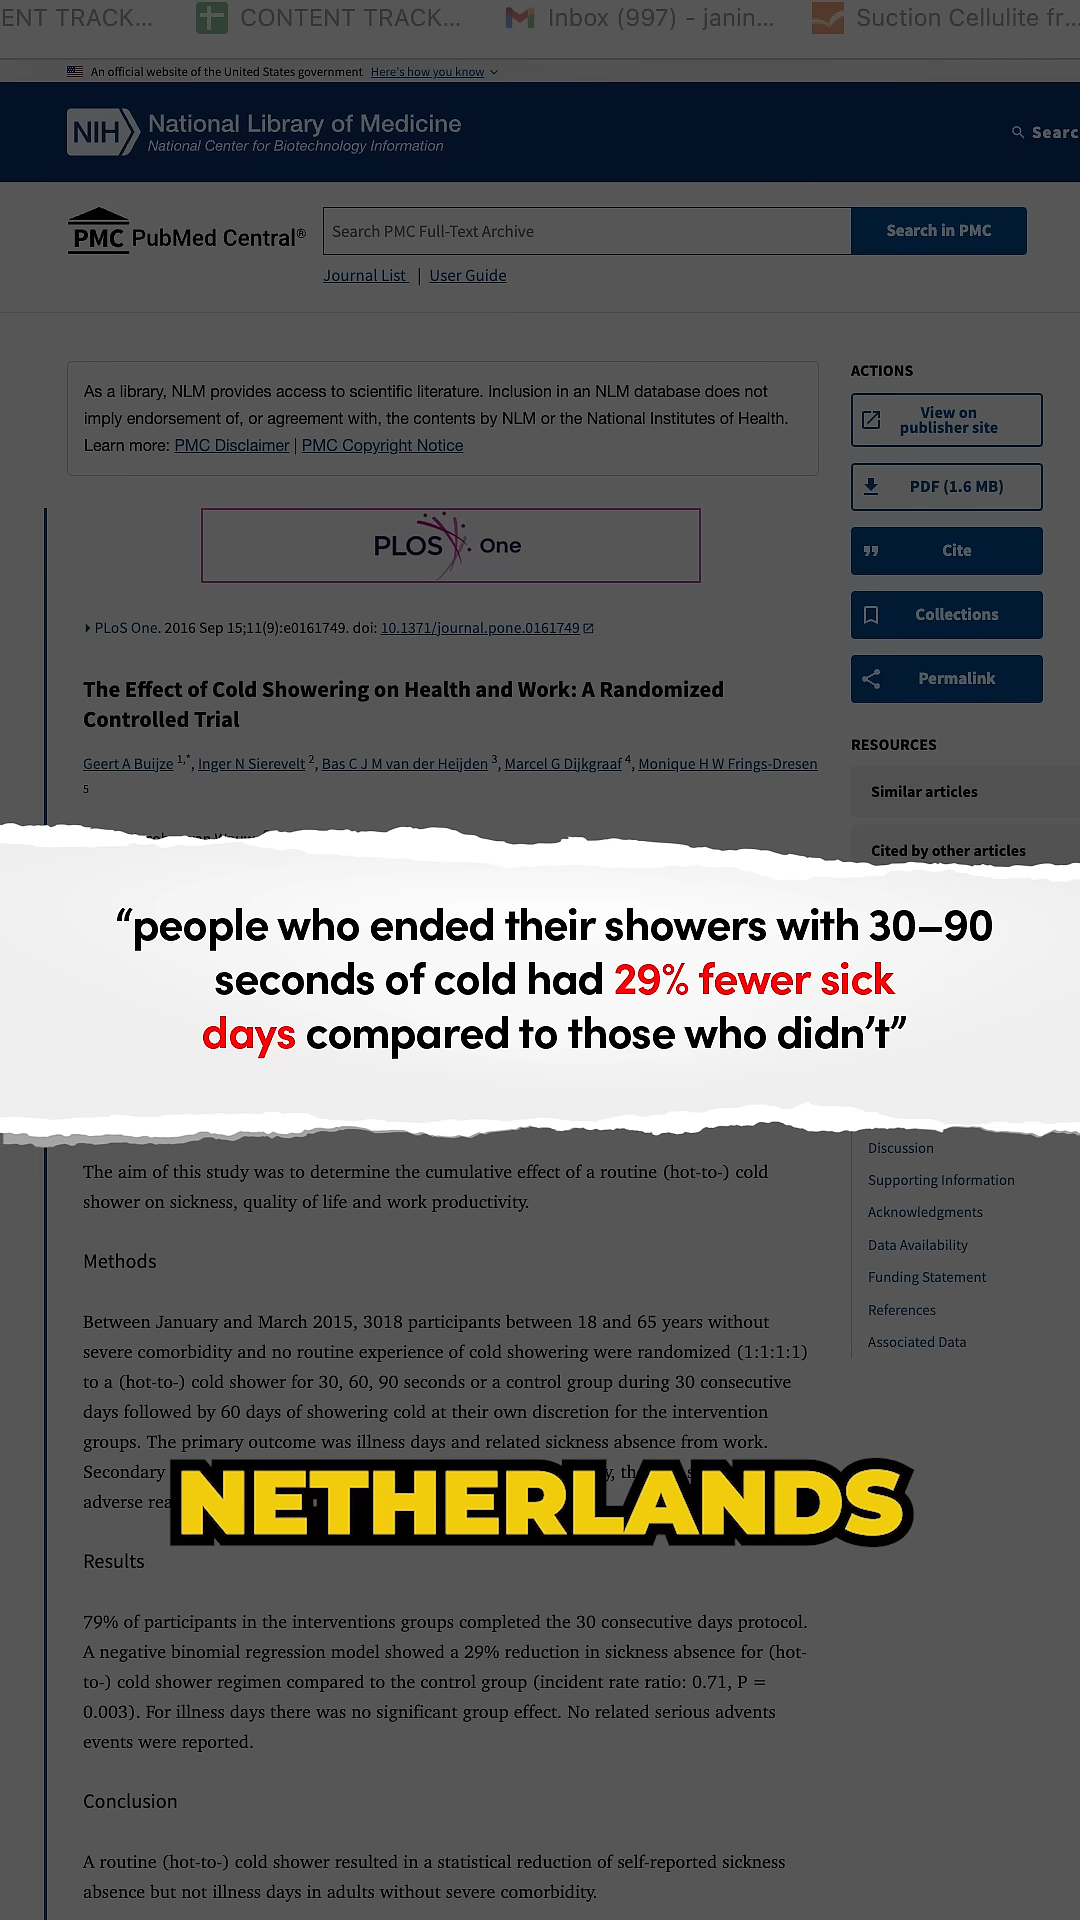 ENT TRACK...
CONTENT TRACK...
Inbox (997) - janin...
Suction Cellulite fr...
An official website of the United States government Here's how you know
NIH National Library of Medicine
National Center for Biotechnology Information
Searc
PMC PubMed Central®
Search PMC Full-Text Archive
Search in PMC
Journal List | User Guide
As a library, NLM provides access to scientific literature. Inclusion in an NLM database does not
imply endorsement of, or agreement with, the contents by NLM or the National Institutes of Health.
Learn more: PMC Disclaimer | PMC Copyright Notice
ACTIONS
View on
publisher site
PDF (1.6 MB)
Cite
Collections
Permalink
RESOURCES
Similar articles
Cited by other articles
PLOS One
PLoS One. 2016 Sep 15;11(9):e0161749. doi: 10.1371/journal.pone.0161749
The Effect of Cold Showering on Health and Work: A Randomized
Controlled Trial
Geert A Buijze 1,*, Inger N Sierevelt 2, Bas C J M van der Heijden 3, Marcel G Dijkgraaf 4, Monique H W Frings-Dresen
5
“people who ended their showers with 30–90
seconds of cold had 29% fewer sick
days compared to those who didn’t”
Discussion
Supporting Information
Acknowledgments
Data Availability
Funding Statement
References
Associated Data
The aim of this study was to determine the cumulative effect of a routine (hot-to-) cold
shower on sickness, quality of life and work productivity.
Methods
Between January and March 2015, 3018 participants between 18 and 65 years without
severe comorbidity and no routine experience of cold showering were randomized (1:1:1:1)
to a (hot-to-) cold shower for 30, 60, 90 seconds or a control group during 30 consecutive
days followed by 60 days of showering cold at their own discretion for the intervention
groups. The primary outcome was illness days and related sickness absence from work.
Secondary
adverse rea
NETHERLANDS
Results
79% of participants in the interventions groups completed the 30 consecutive days protocol.
A negative binomial regression model showed a 29% reduction in sickness absence for (hot-
to-) cold shower regimen compared to the control group (incident rate ratio: 0.71, P =
0.003). For illness days there was no significant group effect. No related serious advents
events were reported.
Conclusion
A routine (hot-to-) cold shower resulted in a statistical reduction of self-reported sickness
absence but not illness days in adults without severe comorbidity.